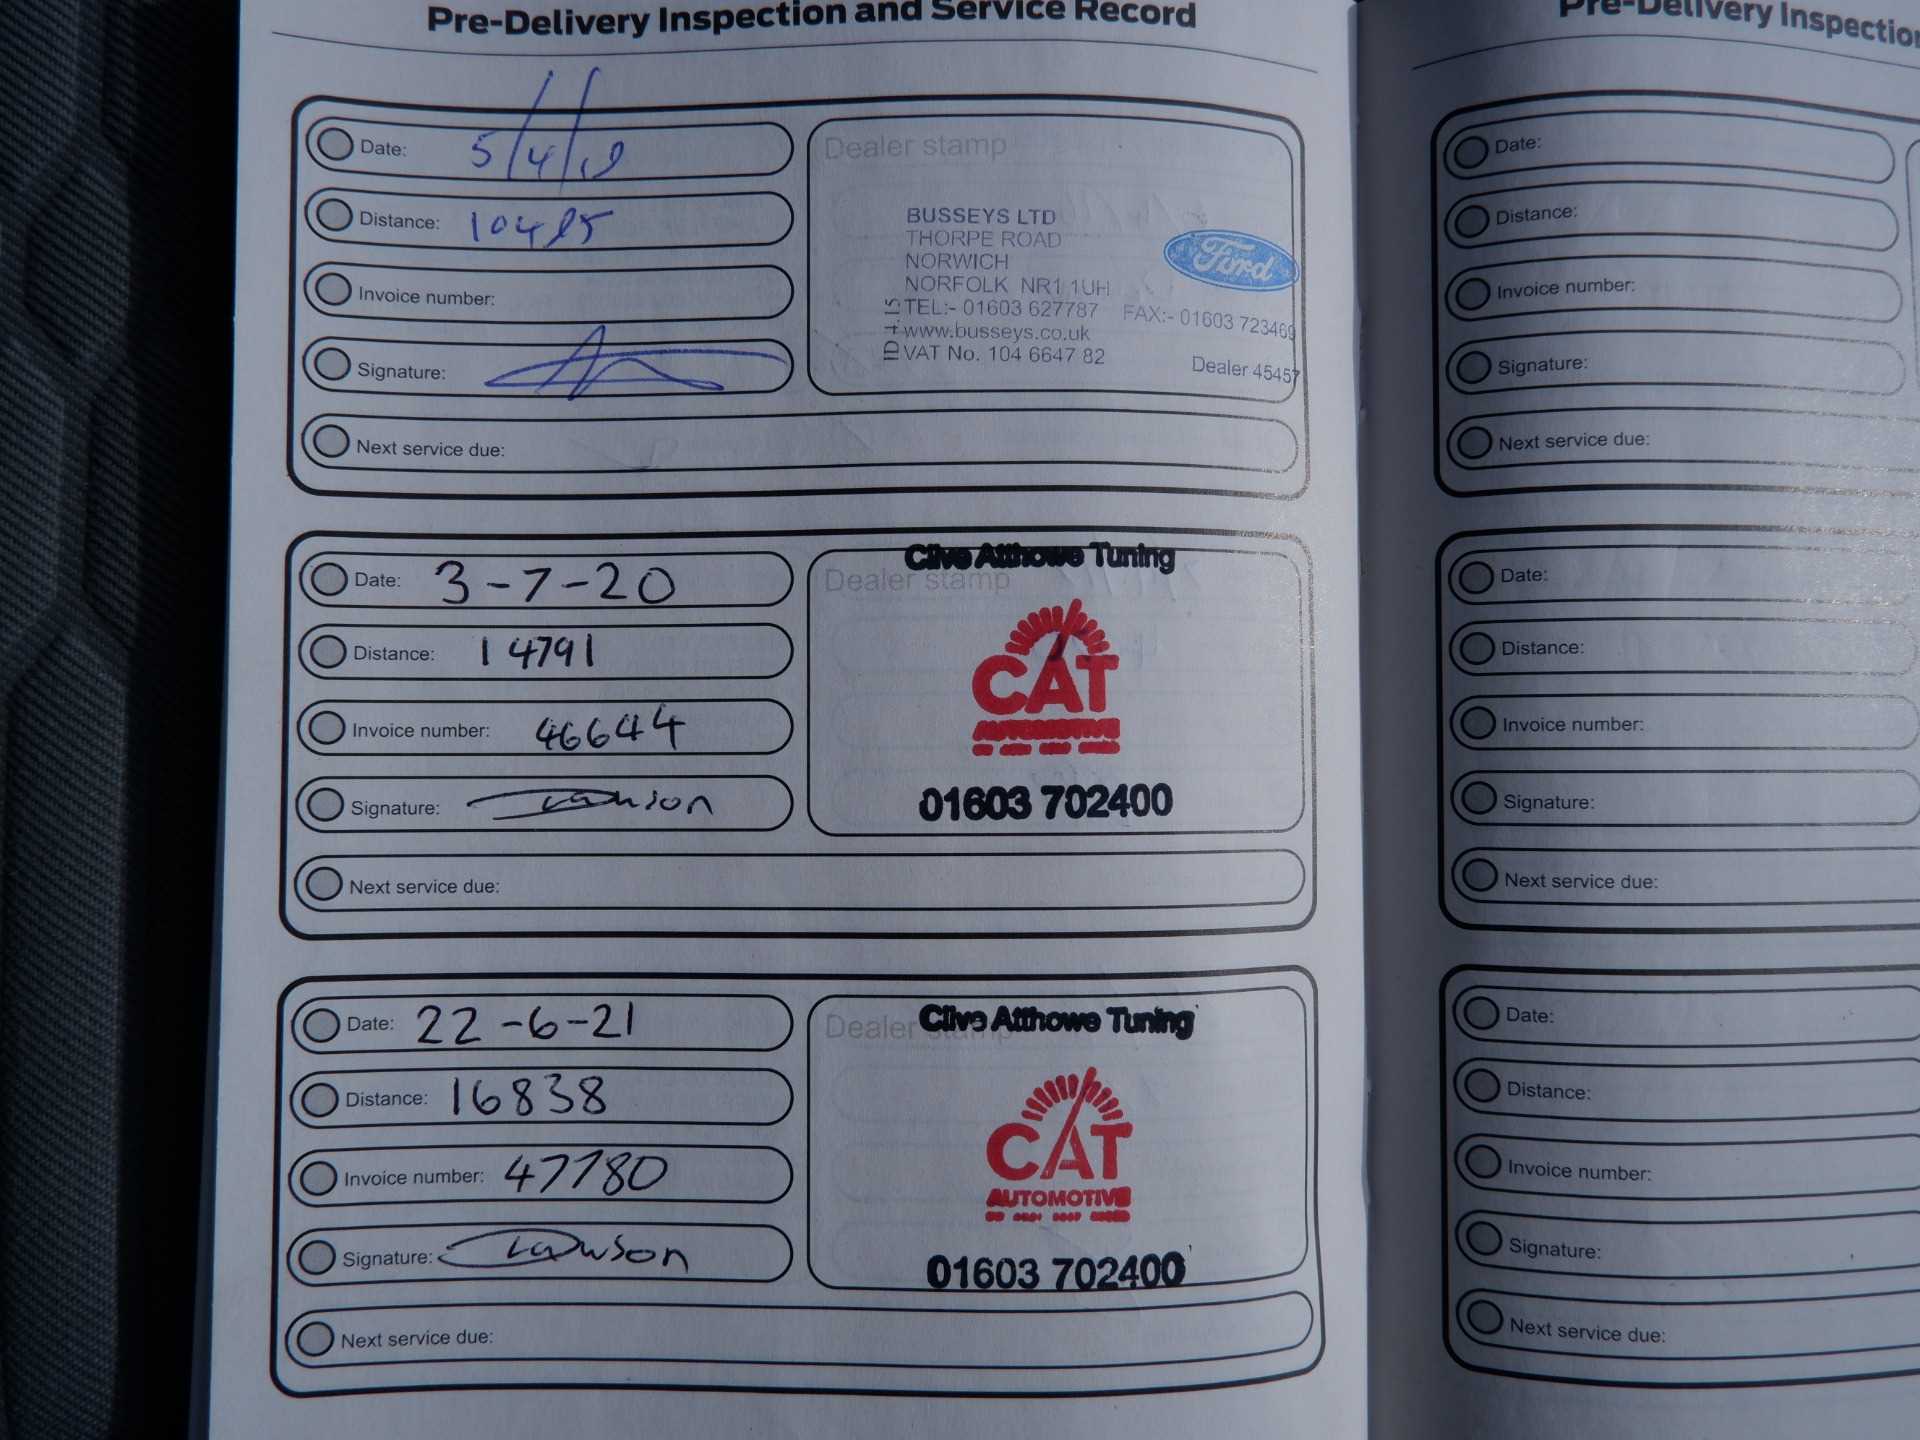 Pre-Delivery Inspection and Service Record
Date: 5/4/19
Distance:
Invoice number:
Signature:
Next service due:
Dealer stamp
BUSSEYS LTD
THORPE ROAD
NORWICH
NORFOLK NR1 1UH
TEL:- 01603 627787 FAX:- 01603 723469
www.busseys.co.uk
VAT No. 104 6647 82 Dealer 45457
Ford
Date: 3-7-20
Distance: 14791
Invoice number: 46644
Signature: Dawson
Next service due:
Dealer stamp
Clive Atthowe Tuning
CAT
AUTOMOTIVE
01603 702400
Date: 22-6-21
Distance: 16838
Invoice number: 47780
Signature: Dawson
Next service due:
Dealer stamp
Clive Atthowe Tuning
CAT
AUTOMOTIVE
01603 702400
Pre-Delivery Inspection
Date:
Distance:
Invoice number:
Signature:
Next service due:
Date:
Distance:
Invoice number:
Signature:
Next service due:
Date:
Distance:
Invoice number:
Signature:
Next service due: